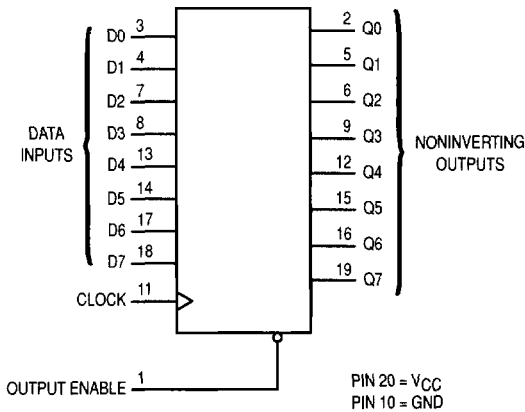 D0 3
D1 4
D2 7
D3 8
D4 13
D5 14
D6 17
D7 18
DATA
INPUTS
CLOCK 11
OUTPUT ENABLE 1
2 Q0
5 Q1
6 Q2
9 Q3
12 Q4
15 Q5
16 Q6
19 Q7
NONINVERTING
OUTPUTS
PIN 20 = VCC
PIN 10 = GND